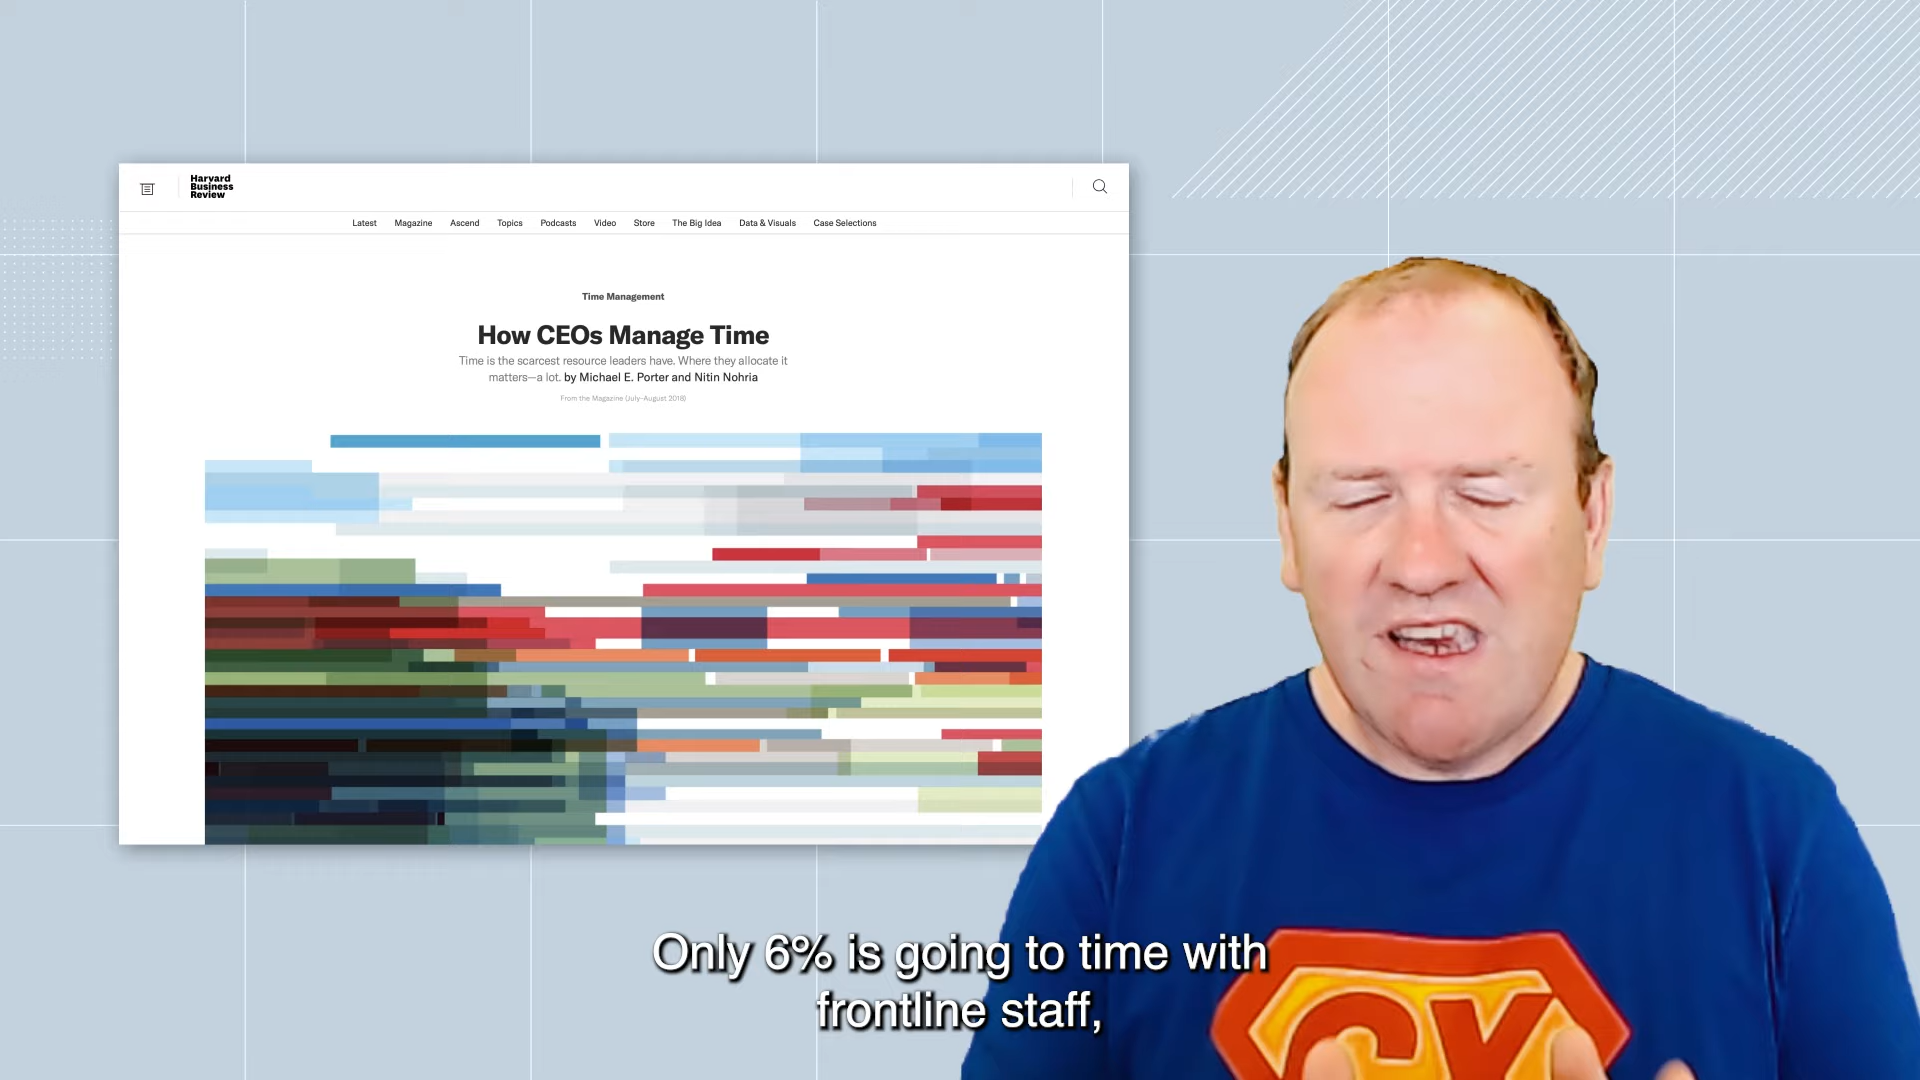 Harvard
Business
Review
Latest Magazine Ascend Topics Podcasts Video Store The Big Idea Data & Visuals Case Selections
Time Management
How CEOs Manage Time
Time is the scarcest resource leaders have. Where they allocate it
matters—a lot. by Michael E. Porter and Nitin Nohria
From the Magazine (July-August 2018)
Only 6% is going to time with
frontline staff,
CX